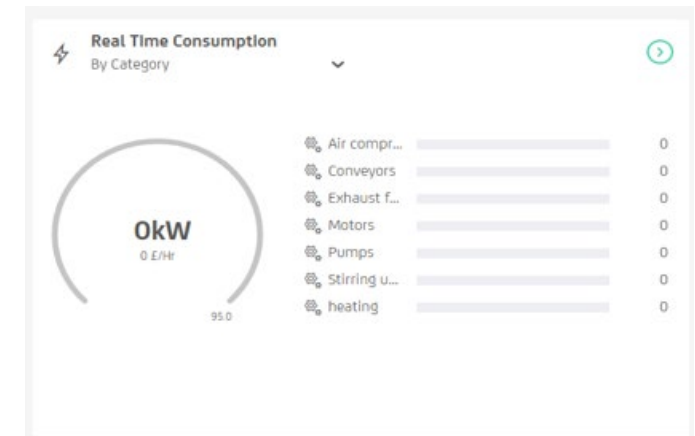 Real Time Consumption
By Category
0kW
0 £/Hr
95.0
Air compr... 0
Conveyors 0
Exhaust f... 0
Motors 0
Pumps 0
Stirring u... 0
heating 0